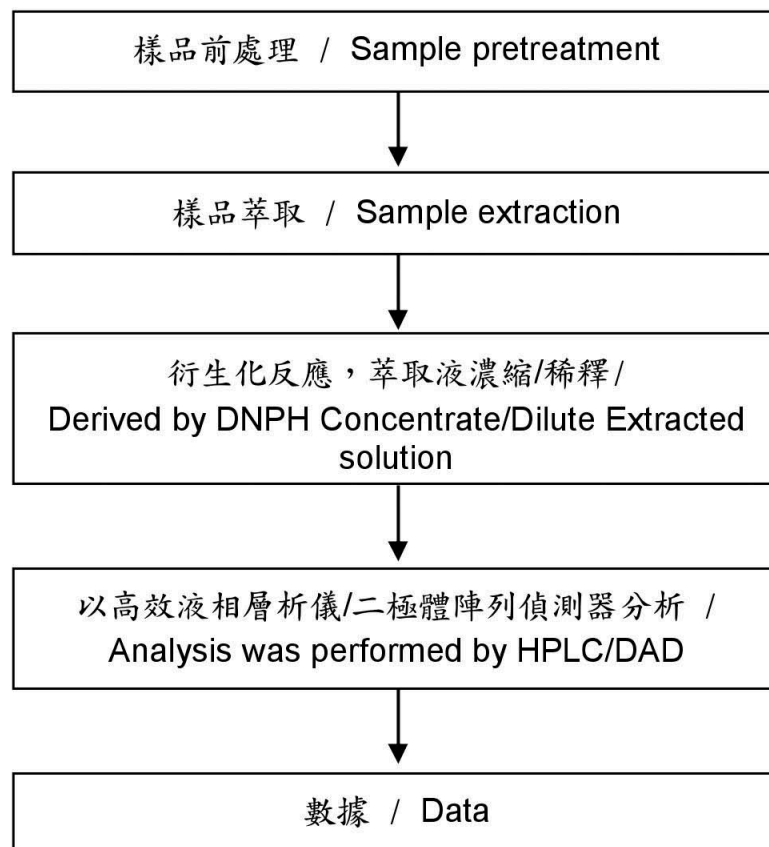 樣品前處理 / Sample pretreatment
樣品萃取 / Sample extraction
衍生化反應，萃取液濃縮/稀釋/
Derived by DNPH Concentrate/Dilute Extracted
solution
以高效液相層析儀/二極體陣列偵測器分析 /
Analysis was performed by HPLC/DAD
數據 / Data